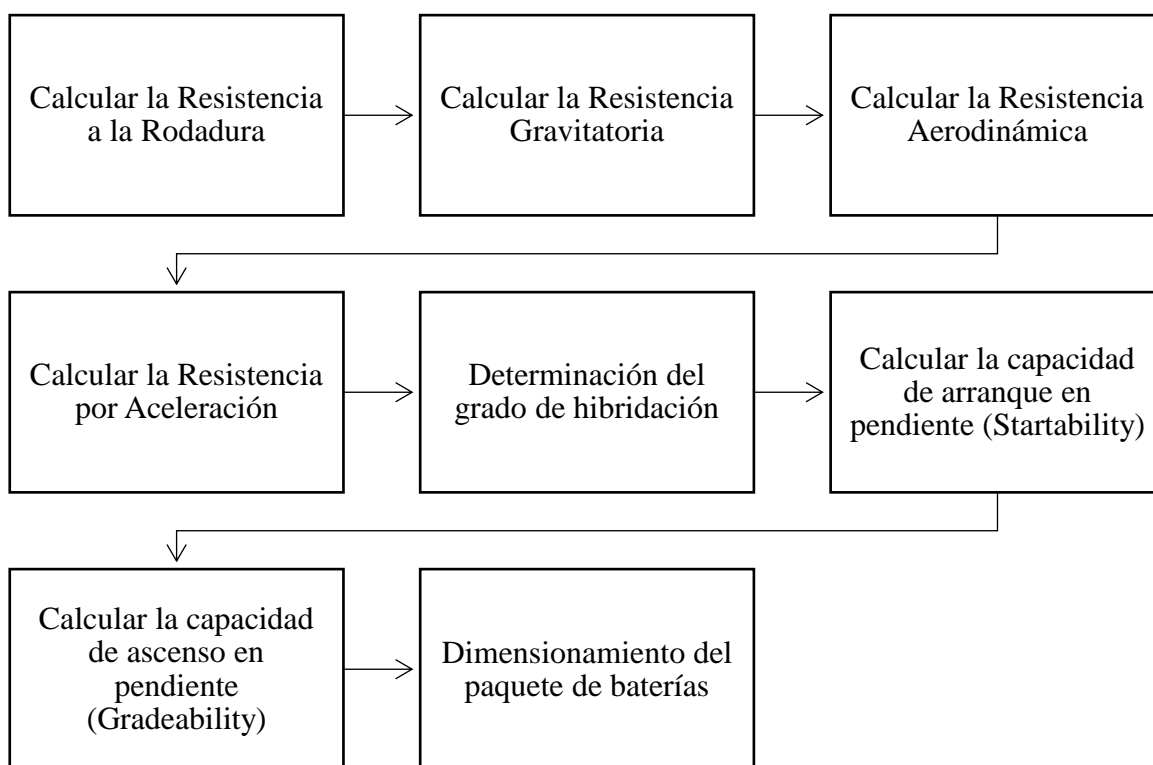 Calcular la Resistencia
a la Rodadura
Calcular la Resistencia
Gravitatoria
Calcular la Resistencia
Aerodinámica
Calcular la Resistencia
por Aceleración
Determinación del
grado de hibridación
Calcular la capacidad
de arranque en
pendiente (Startability)
Calcular la capacidad
de ascenso en
pendiente
(Gradeability)
Dimensionamiento del
paquete de baterías